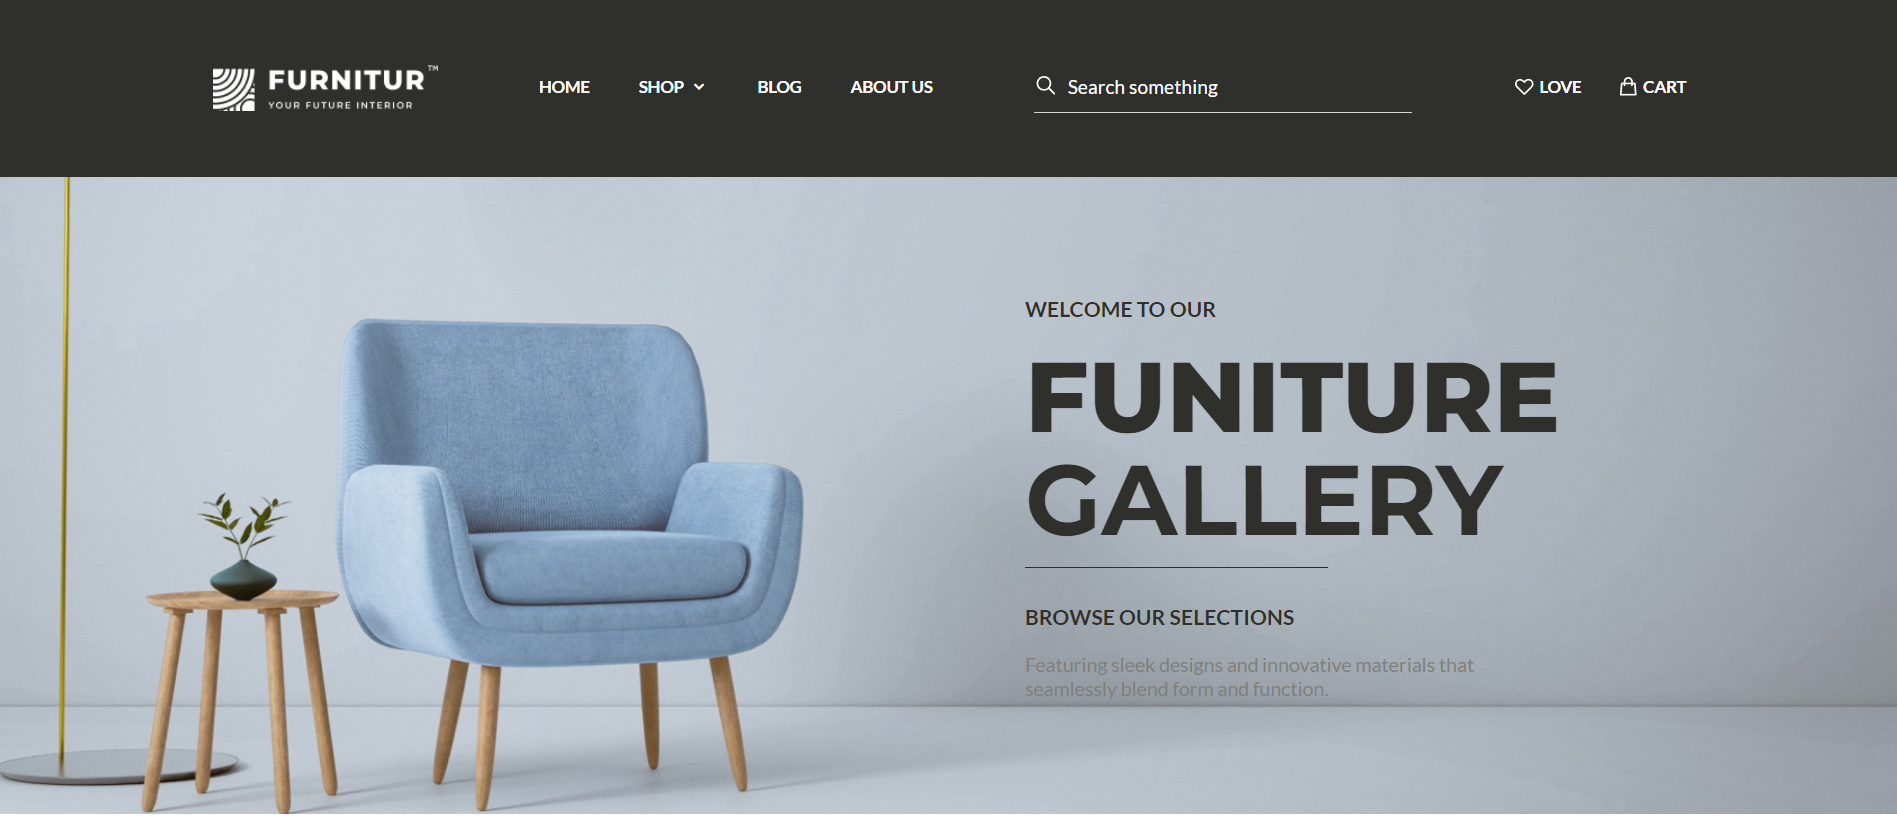 FURNITUR™
YOUR FUTURE INTERIOR
HOME
SHOP
BLOG
ABOUT US
Search something
LOVE
CART
WELCOME TO OUR
FUNITURE
GALLERY
BROWSE OUR SELECTIONS
Featuring sleek designs and innovative materials that
seamlessly blend form and function.